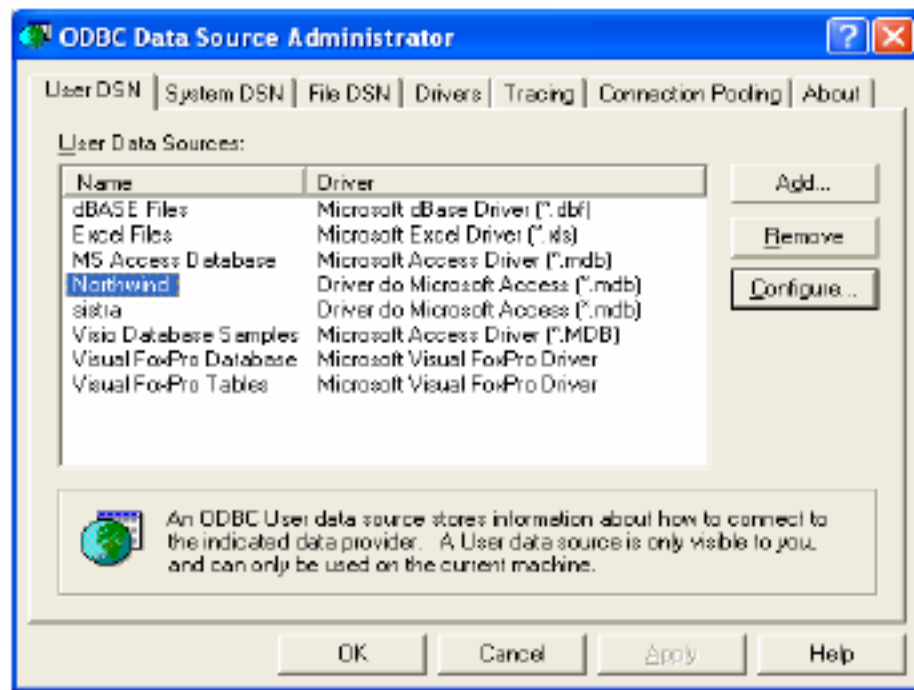 ODBC Data Source Administrator
User DSN System DSN File DSN Drivers Tracing Connection Pooling About
User Data Sources:
Name Driver
dBASE Files Microsoft dBase Driver (*.dbf)
Excel Files Microsoft Excel Driver (*.xls)
MS Access Database Microsoft Access Driver (*.mdb)
Northwind Driver do Microsoft Access (*.mdb)
sistra Driver do Microsoft Access (*.mdb)
Visio Database Samples Microsoft Access Driver (*.MDB)
Visual FoxPro Database Microsoft Visual FoxPro Driver
Visual FoxPro Tables Microsoft Visual FoxPro Driver
Add...
Remove
Configure...
An ODBC User data source stores information about how to connect to
the indicated data provider. A User data source is only visible to you,
and can only be used on the current machine.
OK Cancel Apply Help